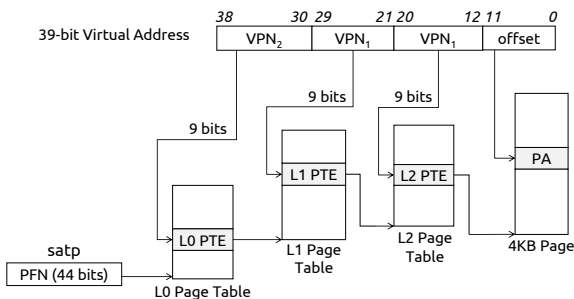 38 30 29 21 20 12 11 0
39-bit Virtual Address VPN₂ VPN₁ VPN₁ offset
9 bits 9 bits 9 bits
L0 PTE
L1 PTE
L2 PTE
PA
satp
PFN (44 bits)
L0 Page Table
L1 Page
Table
L2 Page
Table
4KB Page